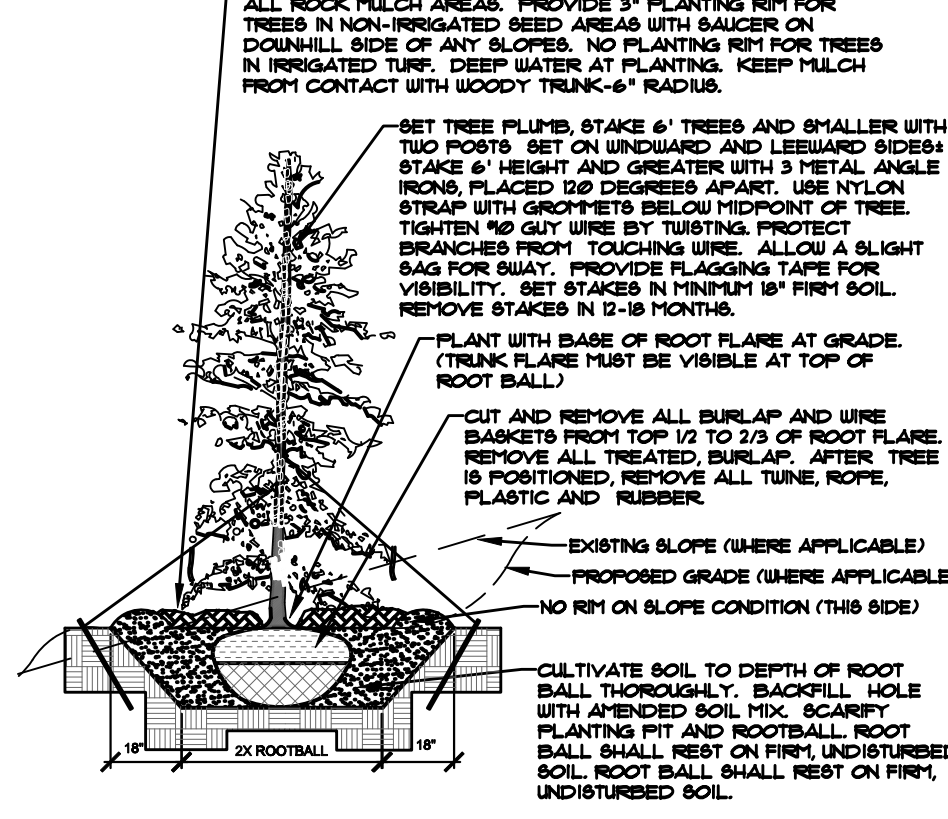 ALL ROCK MULCH AREAS. PROVIDE 3" PLANTING RIM FOR
TREES IN NON-IRRIGATED SEED AREAS WITH SAUCER ON
DOWNHILL SIDE OF ANY SLOPES. NO PLANTING RIM FOR TREES
IN IRRIGATED TURF. DEEP WATER AT PLANTING. KEEP MULCH
FROM CONTACT WITH WOODY TRUNK-6" RADIUS.
SET TREE PLUMB, STAKE 6' TREES AND SMALLER WITH
TWO POSTS SET ON WINDWARD AND LEEWARD SIDES±
STAKE 6' HEIGHT AND GREATER WITH 3 METAL ANGLE
IRONS, PLACED 120 DEGREES APART. USE NYLON
STRAP WITH GROMMETS BELOW MIDPOINT OF TREE.
TIGHTEN #10 GUY WIRE BY TWISTING. PROTECT
BRANCHES FROM TOUCHING WIRE. ALLOW A SLIGHT
SAG FOR SWAY. PROVIDE FLAGGING TAPE FOR
VISIBILITY. SET STAKES IN MINIMUM 18" FIRM SOIL.
REMOVE STAKES IN 12-18 MONTHS.
PLANT WITH BASE OF ROOT FLARE AT GRADE.
(TRUNK FLARE MUST BE VISIBLE AT TOP OF
ROOT BALL)
CUT AND REMOVE ALL BURLAP AND WIRE
BASKETS FROM TOP 1/2 TO 2/3 OF ROOT FLARE.
REMOVE ALL TREATED, BURLAP. AFTER TREE
IS POSITIONED, REMOVE ALL TWINE, ROPE,
PLASTIC AND RUBBER
EXISTING SLOPE (WHERE APPLICABLE)
PROPOSED GRADE (WHERE APPLICABLE
NO RIM ON SLOPE CONDITION (THIS SIDE)
CULTIVATE SOIL TO DEPTH OF ROOT
BALL THOROUGHLY. BACKFILL HOLE
WITH AMENDED SOIL MIX. SCARIFY
PLANTING PIT AND ROOTBALL. ROOT
BALL SHALL REST ON FIRM, UNDISTURBED
SOIL. ROOT BALL SHALL REST ON FIRM,
UNDISTURBED SOIL.
18" 2X ROOTBALL 18"